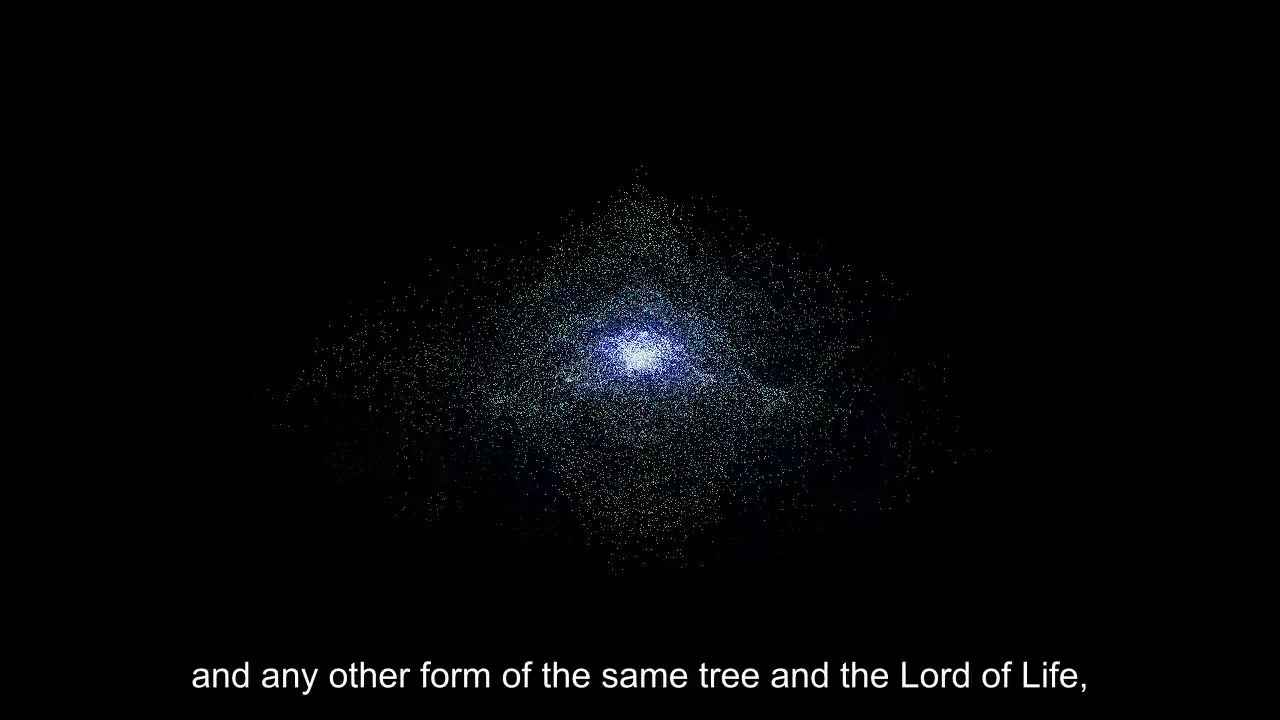 and any other form of the same tree and the Lord of Life,